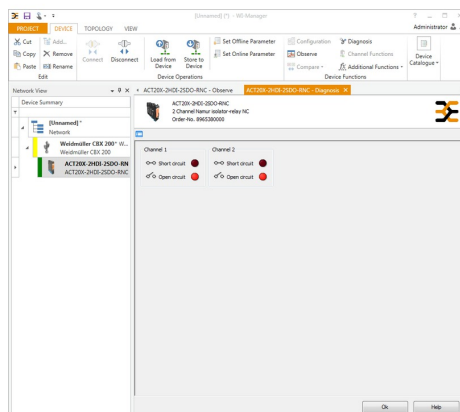 [Unnamed] (*) - WI-Manager
PROJECT DEVICE TOPOLOGY VIEW
Administrator
Cut Add... Set Offline Parameter Configuration Diagnosis
Copy Remove Connect Disconnect Load from Device Store to Device Set Online Parameter Observe Channel Functions Device Catalogue
Paste Rename Compare Additional Functions
Edit Device Operations Device Functions
Network View
ACT20X-2HDI-2SDO-RNC - Observe ACT20X-2HDI-2SDO-RNC - Diagnosis
Device Summary
ACT20X-2HDI-2SDO-RNC
2 Channel Namur isolator-relay NC
Order-No. 8965380000
[Unnamed] *
Network
Weidmüller CBX 200* W...
Weidmüller CBX 200
ACT20X-2HDI-2SDO-RN
ACT20X-2HDI-2SDO-RNC
Channel 1 Channel 2
Short circuit Short circuit
Open circuit Open circuit
Ok Help